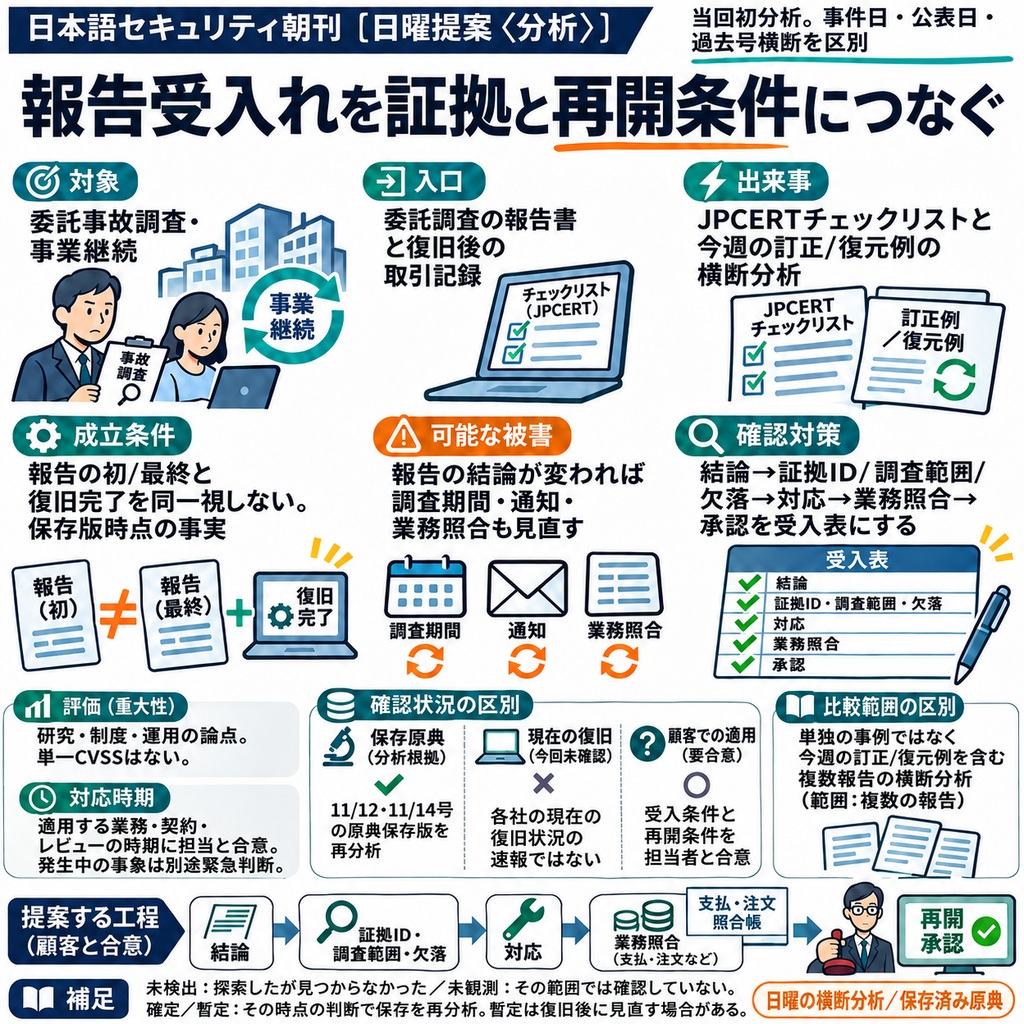 日本語セキュリティ朝刊［日曜提案〈分析〉］
当回初分析。事件日・公表日・
過去号横断を区別
報告受入れを証拠と再開条件につなぐ
対象
委託事故調査・
事業継続
事業
継続
事故
調査
入口
委託調査の報告書
と復旧後の
取引記録
チェックリスト
（JPCERT）
出来事
JPCERTチェックリストと
今週の訂正/復元例の
横断分析
JPCERT
チェックリスト
訂正例
／復元例
成立条件
報告の初/最終と
復旧完了を同一視しない。
保存版時点の事実
報告
（初）
≠
報告
（最終）
+
復旧
完了
可能な被害
報告の結論が変われば
調査期間・通知・
業務照合も見直す
調査期間
通知
業務照合
確認対策
結論→証拠ID/調査範囲/
欠落→対応→業務照合→
承認を受入表にする
受入表
結論
証拠ID・調査範囲・欠落
対応
業務照合
承認
評価（重大性）
研究・制度・運用の論点。
単一CVSSはない。
対応時期
適用する業務・契約・
レビューの時期に担当と合意。
発生中の事象は別途緊急判断。
確認状況の区別
保存原典
（分析根拠）
11/12・11/14号
の原典保存版を
再分析
現在の復旧
（今回未確認）
各社の現在の
復旧状況の
速報ではない
顧客での適用
（要合意）
受入条件と
再開条件を
担当者と合意
比較範囲の区別
単独の事例ではなく
今週の訂正/復元例を含む
複数報告の横断分析
（範囲：複数の報告）
提案する工程
（顧客と合意）
結論
証拠ID・
調査範囲・欠落
対応
業務照合
（支払・注文など）
支払・注文
照合帳
再開
承認
補足
未検出：探索したが見つからなかった／未観測：その範囲では確認していない。
確定／暫定：その時点の判断で保存を再分析。暫定は復旧後に見直す場合がある。
日曜の横断分析／保存済み原典